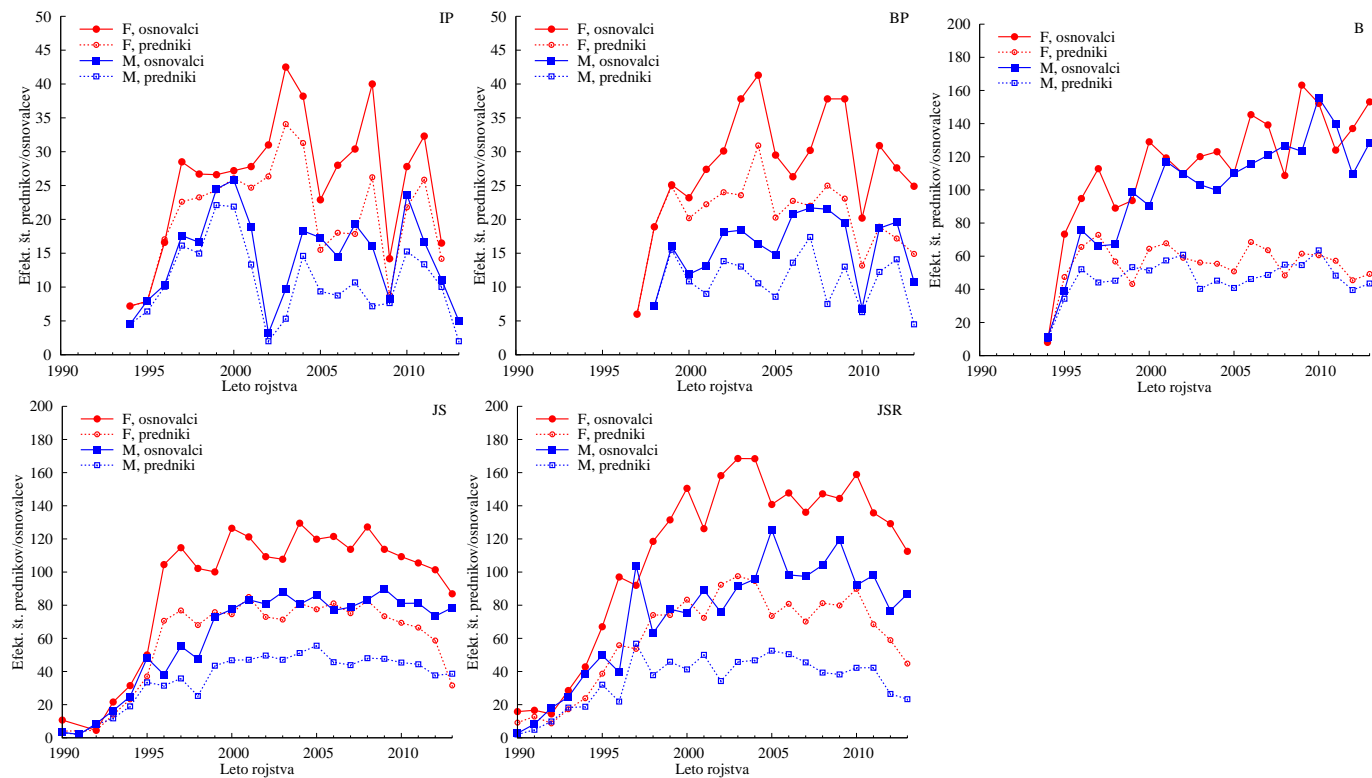 IP
F, osnovalci
F, predniki
M, osnovalci
M, predniki
Efekt. št. prednikov/osnovalcev
50
45
40
35
30
25
20
15
10
5
0
1990 1995 2000 2005 2010
Leto rojstva
BP
F, osnovalci
F, predniki
M, osnovalci
M, predniki
Efekt. št. prednikov/osnovalcev
50
45
40
35
30
25
20
15
10
5
0
1990 1995 2000 2005 2010
Leto rojstva
B
F, osnovalci
F, predniki
M, osnovalci
M, predniki
Efekt. št. prednikov/osnovalcev
200
180
160
140
120
100
80
60
40
20
0
1990 1995 2000 2005 2010
Leto rojstva
JS
F, osnovalci
F, predniki
M, osnovalci
M, predniki
Efekt. št. prednikov/osnovalcev
200
180
160
140
120
100
80
60
40
20
0
1990 1995 2000 2005 2010
Leto rojstva
JSR
F, osnovalci
F, predniki
M, osnovalci
M, predniki
Efekt. št. prednikov/osnovalcev
200
180
160
140
120
100
80
60
40
20
0
1990 1995 2000 2005 2010
Leto rojstva